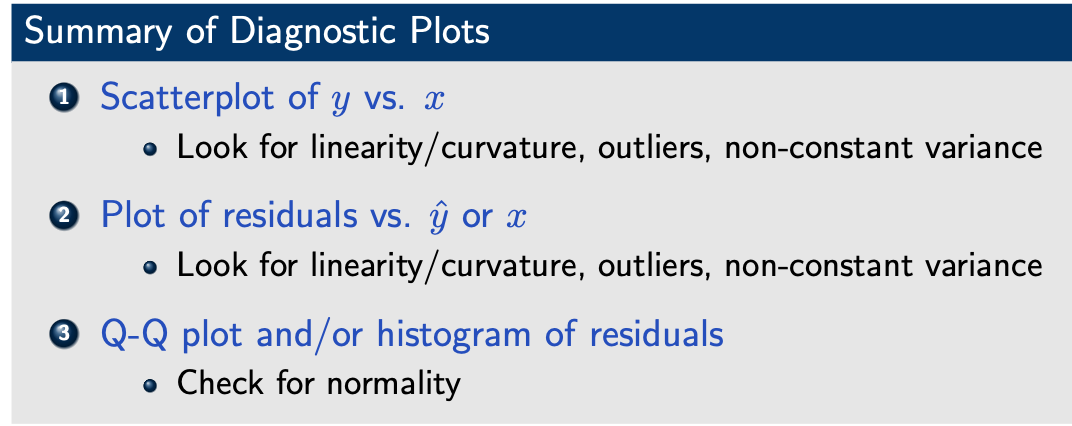 Summary of Diagnostic Plots
1 Scatterplot of y vs. x
• Look for linearity/curvature, outliers, non-constant variance
2 Plot of residuals vs. ŷ or x
• Look for linearity/curvature, outliers, non-constant variance
3 Q-Q plot and/or histogram of residuals
• Check for normality